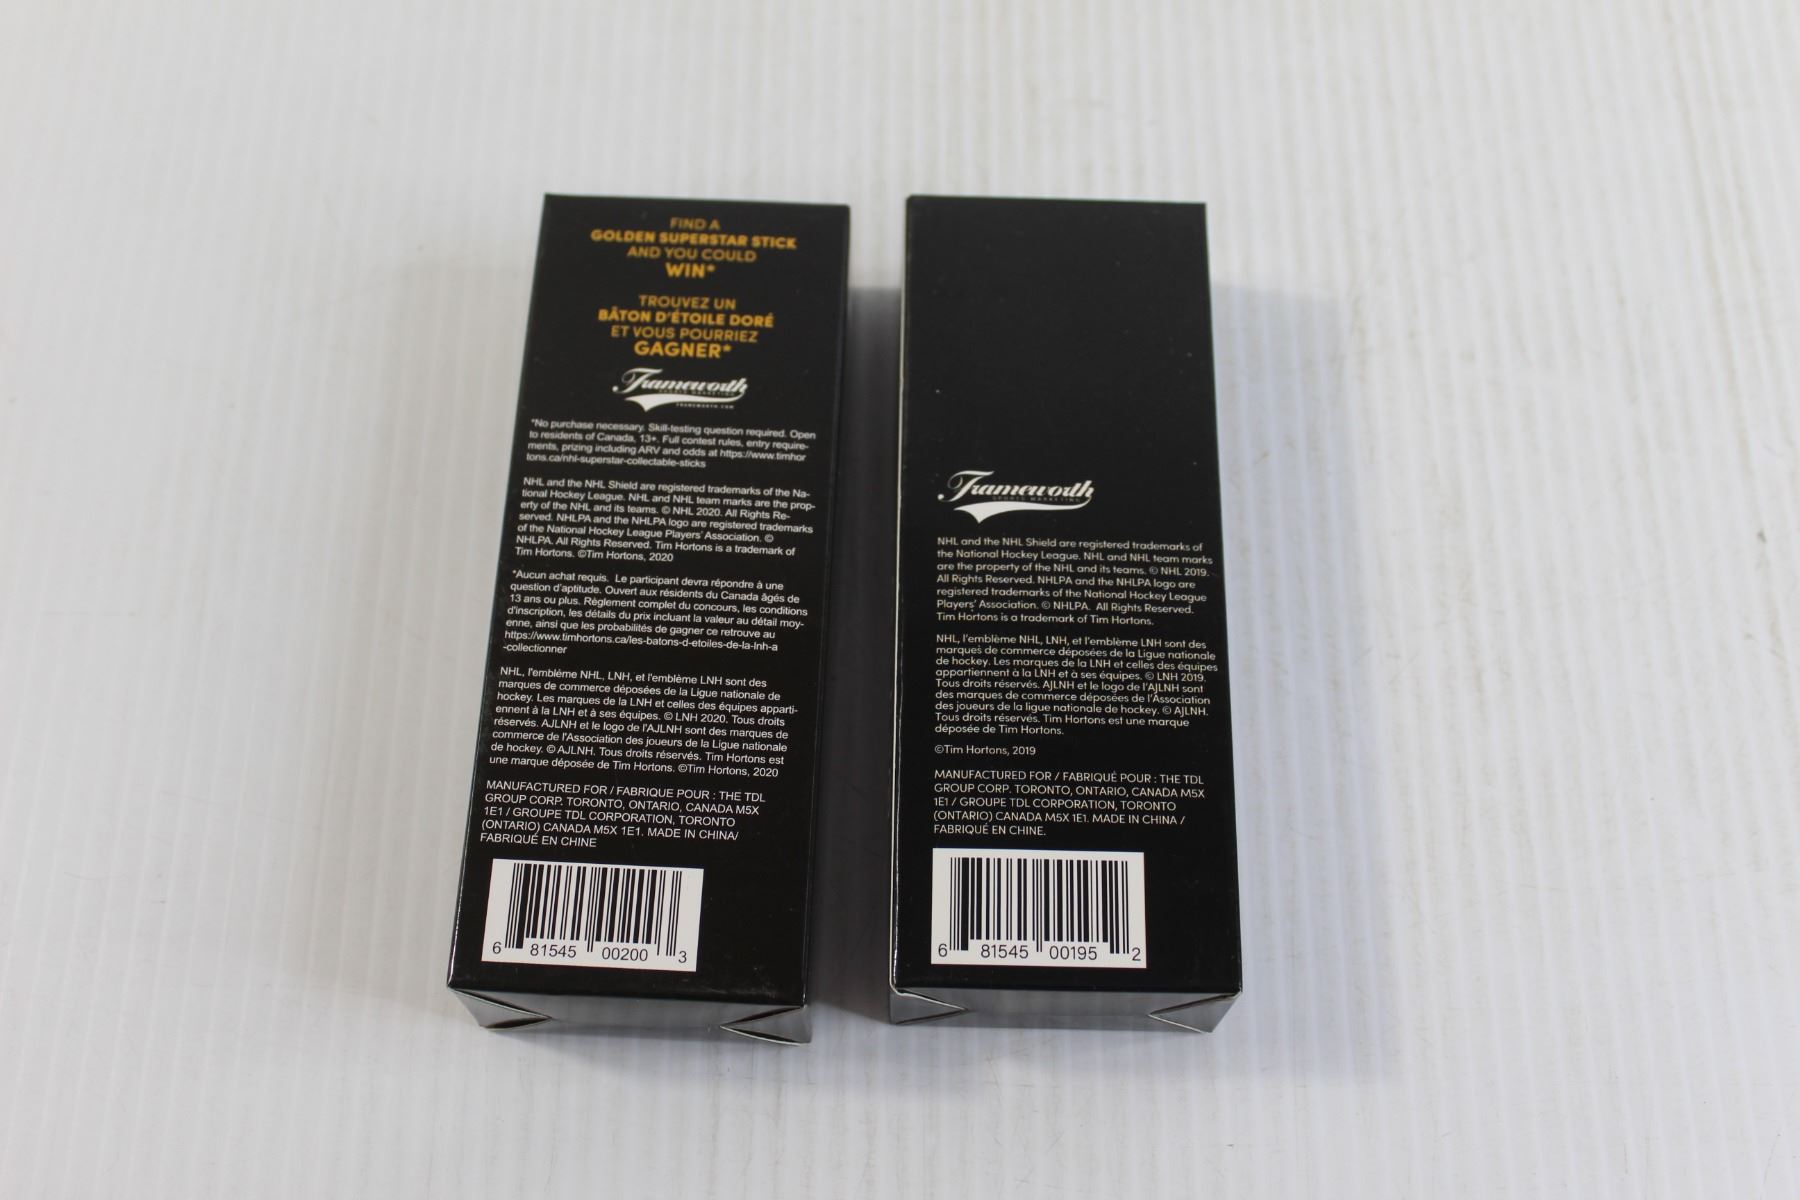 FIND A
GOLDEN SUPERSTAR STICK
AND YOU COULD
WIN*
TROUVEZ UN
BÂTON D'ÉTOILE DORÉ
ET VOUS POURRIEZ
GAGNER*
Frameworth
SPORTS MARKETING
FRAMEWORTH.COM
*No purchase necessary. Skill-testing question required. Open
to residents of Canada, 13+. Full contest rules, entry require-
ments, prizing including ARV and odds at https://www.timhor
tons.ca/nhl-superstar-collectable-sticks
NHL and the NHL Shield are registered trademarks of the Na-
tional Hockey League. NHL and NHL team marks are the prop-
erty of the NHL and its teams. © NHL 2020. All Rights Re-
served. NHLPA and the NHLPA logo are registered trademarks
of the National Hockey League Players' Association. ©
NHLPA. All Rights Reserved. Tim Hortons is a trademark of
Tim Hortons. ©Tim Hortons, 2020
*Aucun achat requis. Le participant devra répondre à une
question d'aptitude. Ouvert aux résidents du Canada âgés de
13 ans ou plus. Règlement complet du concours, les conditions
d'inscription, les détails du prix incluant la valeur au détail moy-
enne, ainsi que les probabilités de gagner ce retrouve au
https://www.timhortons.ca/les-batons-d-etoiles-de-la-lnh-a
-collectionner
NHL, l'emblème NHL, LNH, et l'emblème LNH sont des
marques de commerce déposées de la Ligue nationale de
hockey. Les marques de la LNH et celles des équipes apparti-
ennent à la LNH et à ses équipes. © LNH 2020. Tous droits
réservés. AJLNH et le logo de l'AJLNH sont des marques de
commerce de l'Association des joueurs de la Ligue nationale
de hockey. © AJLNH. Tous droits réservés. Tim Hortons est
une marque déposée de Tim Hortons. ©Tim Hortons, 2020
MANUFACTURED FOR / FABRIQUE POUR : THE TDL
GROUP CORP. TORONTO, ONTARIO, CANADA M5X
1E1 / GROUPE TDL CORPORATION, TORONTO
(ONTARIO) CANADA M5X 1E1. MADE IN CHINA/
FABRIQUÉ EN CHINE
6 81545 00200 3
Frameworth
SPORTS MARKETING
NHL and the NHL Shield are registered trademarks of
the National Hockey League. NHL and NHL team marks
are the property of the NHL and its teams. © NHL 2019.
All Rights Reserved. NHLPA and the NHLPA logo are
registered trademarks of the National Hockey League
Players' Association. © NHLPA. All Rights Reserved.
Tim Hortons is a trademark of Tim Hortons.
NHL, l'emblème NHL, LNH, et l'emblème LNH sont des
marques de commerce déposées de la Ligue nationale
de hockey. Les marques de la LNH et celles des équipes
appartiennent à la LNH et à ses équipes. © LNH 2019.
Tous droits réservés. AJLNH et le logo de l'AJLNH sont
des marques de commerce déposées de l'Association
des joueurs de la ligue nationale de hockey. © AJLNH.
Tous droits réservés. Tim Hortons est une marque
déposée de Tim Hortons.
©Tim Hortons, 2019
MANUFACTURED FOR / FABRIQUÉ POUR : THE TDL
GROUP CORP. TORONTO, ONTARIO, CANADA M5X
1E1 / GROUPE TDL CORPORATION, TORONTO
(ONTARIO) CANADA M5X 1E1. MADE IN CHINA /
FABRIQUÉ EN CHINE.
6 81545 00195 2